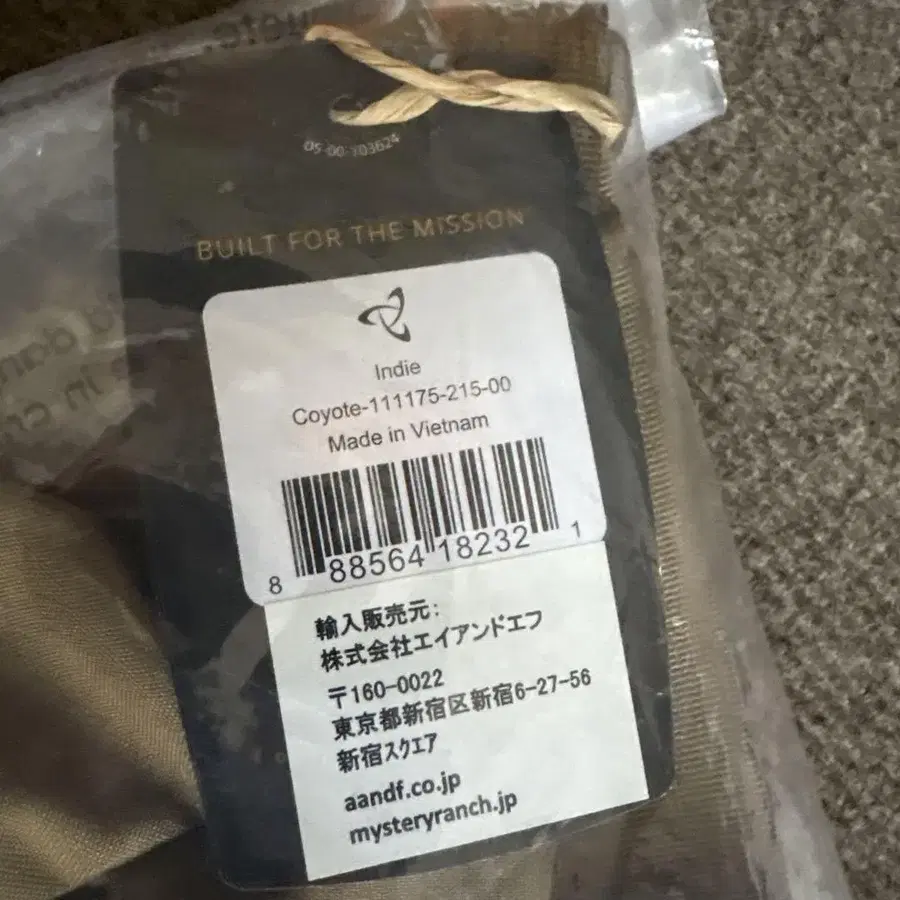 05-00-103624
BUILT FOR THE MISSION
Indie
Coyote-111175-215-00
Made in Vietnam
8 88564 18232 1
輸入販売元:
株式会社エイアンドエフ
〒160-0022
東京都新宿区新宿6-27-56
新宿スクエア
aandf.co.jp
mysteryranch.jp